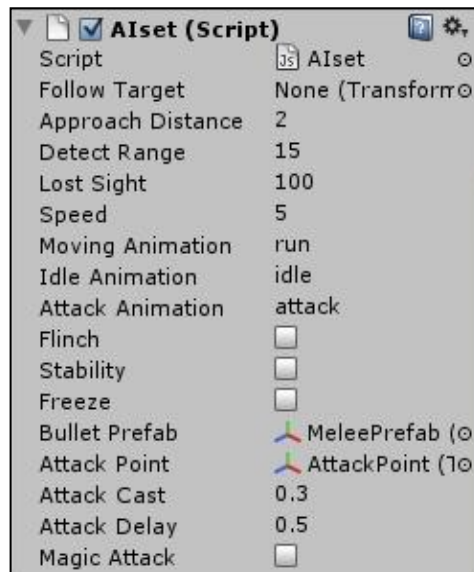 AIset (Script)
Script JS AIset
Follow Target None (Transform
Approach Distance 2
Detect Range 15
Lost Sight 100
Speed 5
Moving Animation run
Idle Animation idle
Attack Animation attack
Flinch
Stability
Freeze
Bullet Prefab MeleePrefab (
Attack Point AttackPoint (T
Attack Cast 0.3
Attack Delay 0.5
Magic Attack